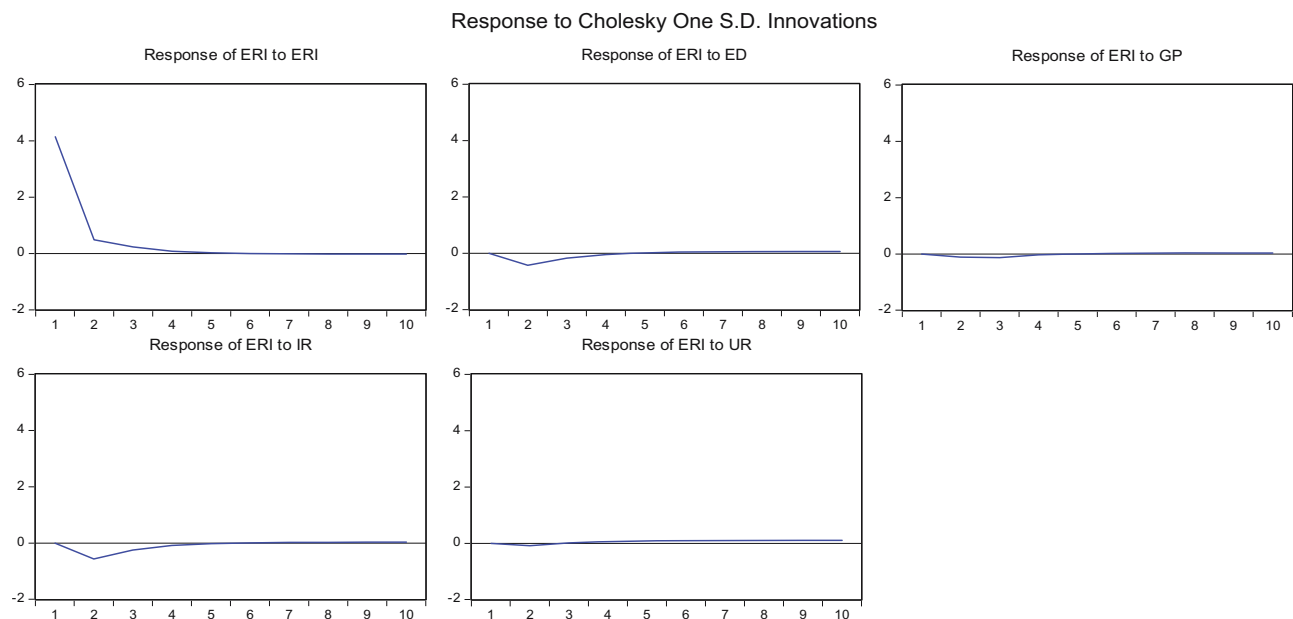 Response to Cholesky One S.D. Innovations
Response of ERI to ERI
6
4
2
0
-2
1 2 3 4 5 6 7 8 9 10
Response of ERI to ED
6
4
2
0
-2
1 2 3 4 5 6 7 8 9 10
Response of ERI to GP
6
4
2
0
-2
1 2 3 4 5 6 7 8 9 10
Response of ERI to IR
6
4
2
0
-2
1 2 3 4 5 6 7 8 9 10
Response of ERI to UR
6
4
2
0
-2
1 2 3 4 5 6 7 8 9 10